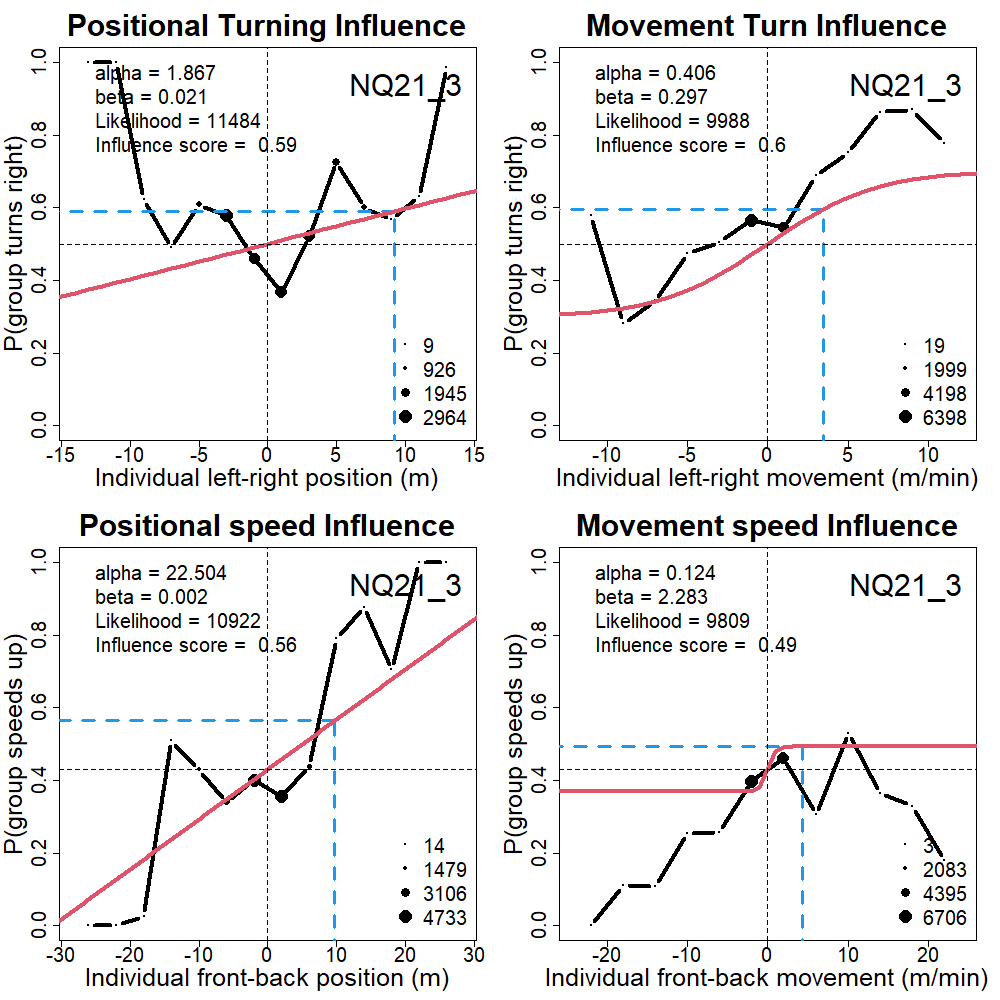 Positional Turning Influence
P(group turns right)
alpha = 1.867
beta = 0.021
Likelihood = 11484
Influence score = 0.59
NQ21_3
9
926
1945
2964
0.0 0.2 0.4 0.6 0.8 1.0
-15 -10 -5 0 5 10 15
Individual left-right position (m)
Movement Turn Influence
P(group turns right)
alpha = 0.406
beta = 0.297
Likelihood = 9988
Influence score = 0.6
NQ21_3
19
1999
4198
6398
0.0 0.2 0.4 0.6 0.8 1.0
-10 -5 0 5 10
Individual left-right movement (m/min)
Positional speed Influence
P(group speeds up)
alpha = 22.504
beta = 0.002
Likelihood = 10922
Influence score = 0.56
NQ21_3
14
1479
3106
4733
0.0 0.2 0.4 0.6 0.8 1.0
-30 -20 -10 0 10 20 30
Individual front-back position (m)
Movement speed Influence
P(group speeds up)
alpha = 0.124
beta = 2.283
Likelihood = 9809
Influence score = 0.49
NQ21_3
3
2083
4395
6706
0.0 0.2 0.4 0.6 0.8 1.0
-20 -10 0 10 20
Individual front-back movement (m/min)